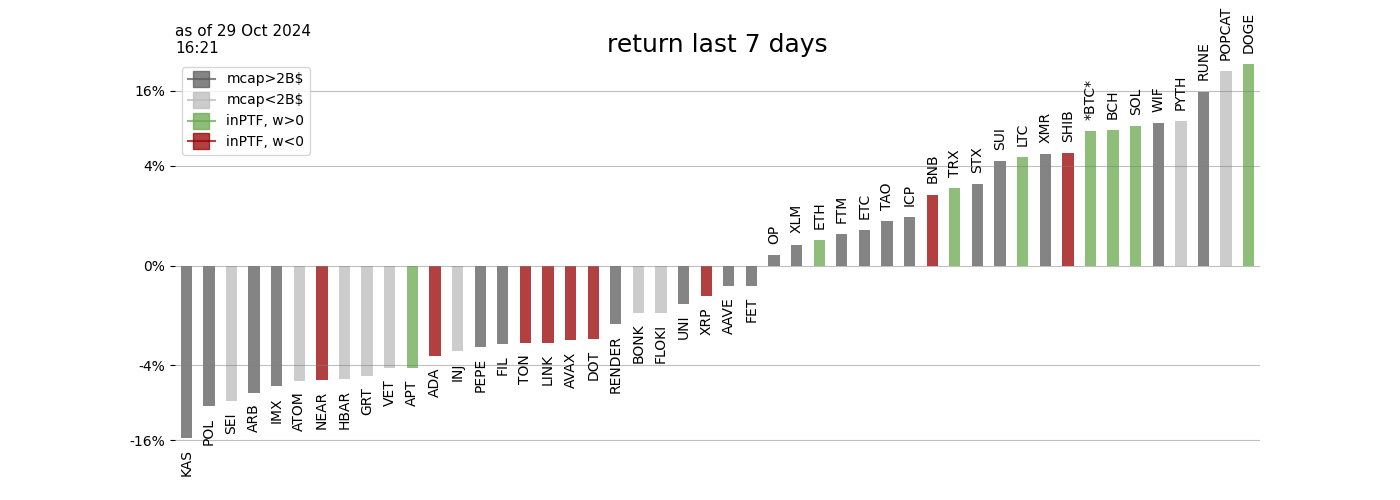 as of 29 Oct 2024
16:21
return last 7 days
mcap>2B$
mcap<2B$
inPTF, w>0
inPTF, w<0
16%
4%
0%
-4%
-16%
KAS
POL
SEI
ARB
IMX
ATOM
NEAR
HBAR
GRT
VET
APT
ADA
INJ
PEPE
FIL
TON
LINK
AVAX
DOT
RENDER
BONK
FLOKI
UNI
XRP
AAVE
FET
OP
XLM
ETH
FTM
ETC
TAO
ICP
BNB
TRX
STX
SUI
LTC
XMR
SHIB
*BTC*
BCH
SOL
WIF
PYTH
RUNE
POPCAT
DOGE